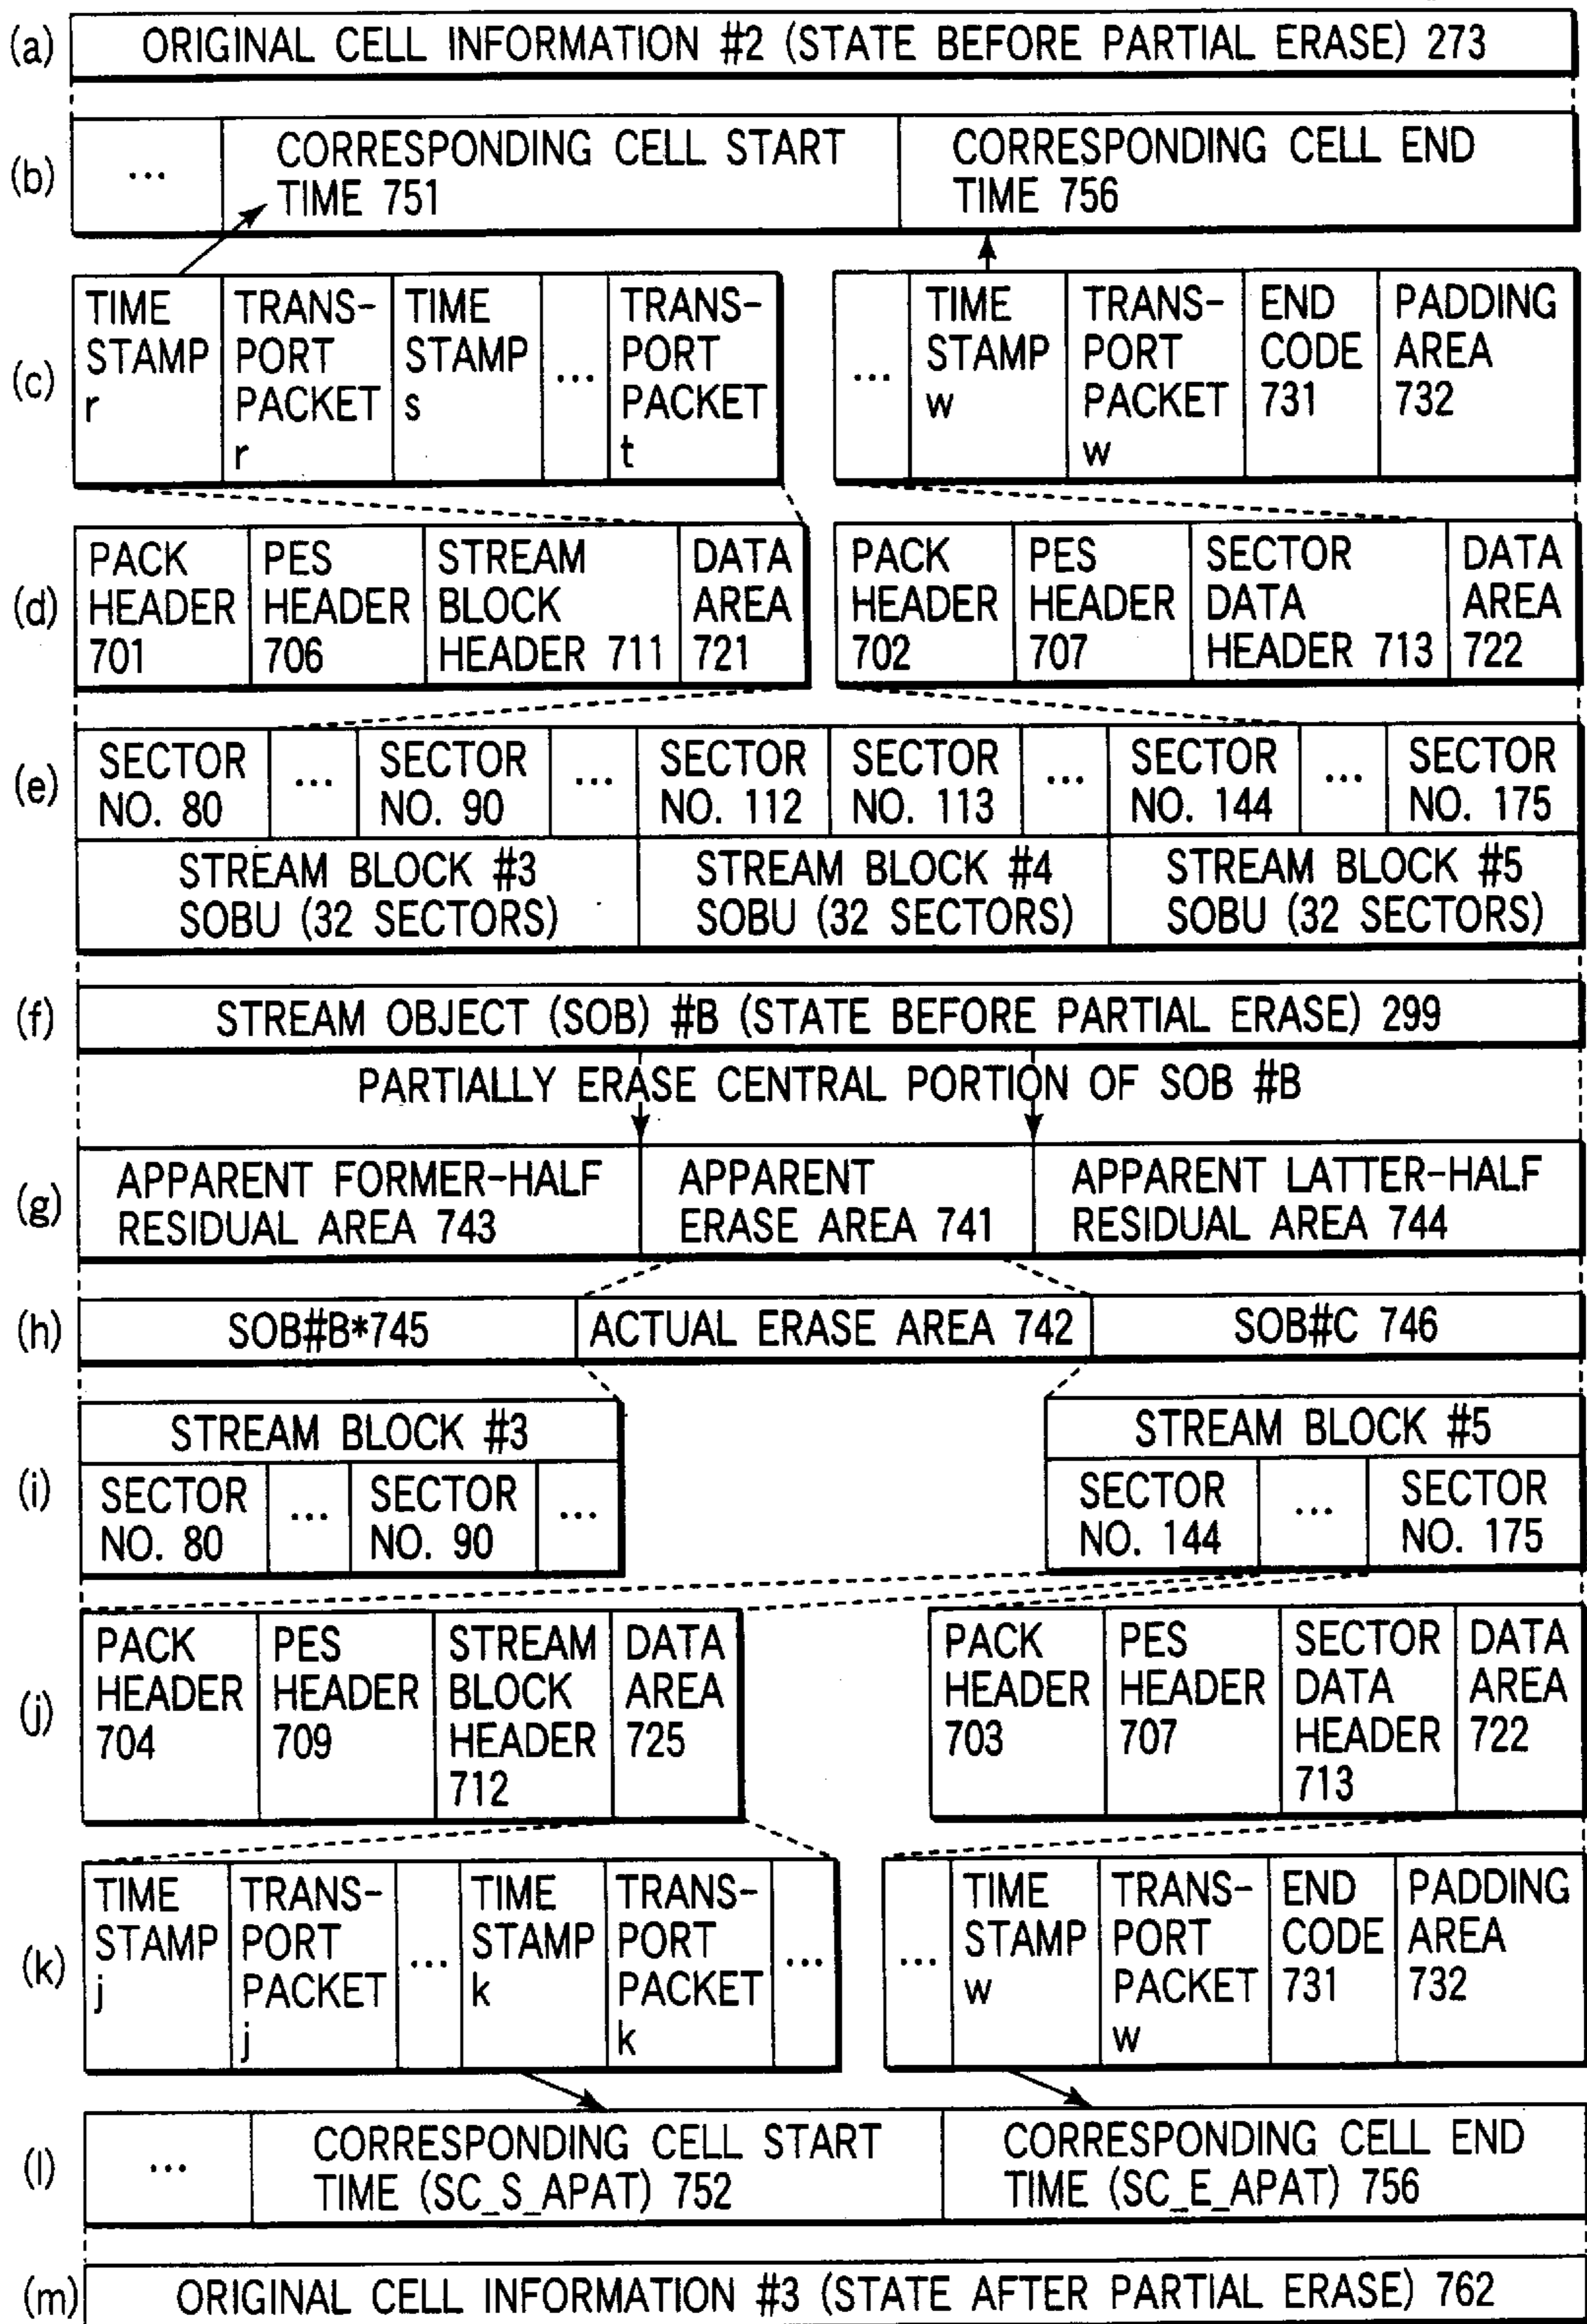 (a) ORIGINAL CELL INFORMATION #2 (STATE BEFORE PARTIAL ERASE) 273
(b) ... CORRESPONDING CELL START TIME 751 CORRESPONDING CELL END TIME 756
(c) TIME STAMP r TRANS-PORT PACKET r TIME STAMP s ... TRANS-PORT PACKET t ... TIME STAMP w TRANS-PORT PACKET w END CODE 731 PADDING AREA 732
(d) PACK HEADER 701 PES HEADER 706 STREAM BLOCK HEADER 711 DATA AREA 721 PACK HEADER 702 PES HEADER 707 SECTOR DATA HEADER 713 DATA AREA 722
(e) SECTOR NO. 80 ... SECTOR NO. 90 ... SECTOR NO. 112 SECTOR NO. 113 ... SECTOR NO. 144 ... SECTOR NO. 175
STREAM BLOCK #3 SOBU (32 SECTORS) STREAM BLOCK #4 SOBU (32 SECTORS) STREAM BLOCK #5 SOBU (32 SECTORS)
(f) STREAM OBJECT (SOB) #B (STATE BEFORE PARTIAL ERASE) 299
PARTIALLY ERASE CENTRAL PORTION OF SOB #B
(g) APPARENT FORMER-HALF RESIDUAL AREA 743 APPARENT ERASE AREA 741 APPARENT LATTER-HALF RESIDUAL AREA 744
(h) SOB#B*745 ACTUAL ERASE AREA 742 SOB#C 746
(i) STREAM BLOCK #3 STREAM BLOCK #5
SECTOR NO. 80 ... SECTOR NO. 90 ... SECTOR NO. 144 ... SECTOR NO. 175
(j) PACK HEADER 704 PES HEADER 709 STREAM BLOCK HEADER 712 DATA AREA 725 PACK HEADER 703 PES HEADER 707 SECTOR DATA HEADER 713 DATA AREA 722
(k) TIME STAMP j TRANS-PORT PACKET j ... TIME STAMP k TRANS-PORT PACKET k ... ... TIME STAMP w TRANS-PORT PACKET w END CODE 731 PADDING AREA 732
(l) ... CORRESPONDING CELL START TIME (SC_S_APAT) 752 CORRESPONDING CELL END TIME (SC_E_APAT) 756
(m) ORIGINAL CELL INFORMATION #3 (STATE AFTER PARTIAL ERASE) 762